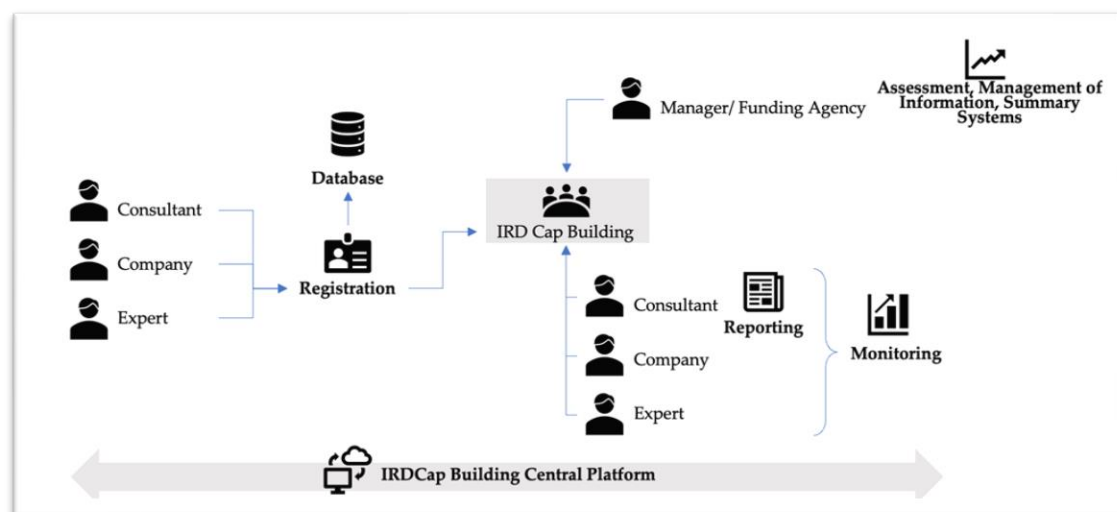 Assessment, Management of
Information, Summary
Systems
Manager/ Funding Agency
Database
Consultant
Company
Expert
Registration
IRD Cap Building
Consultant
Company
Expert
Reporting
Monitoring
IRDCap Building Central Platform